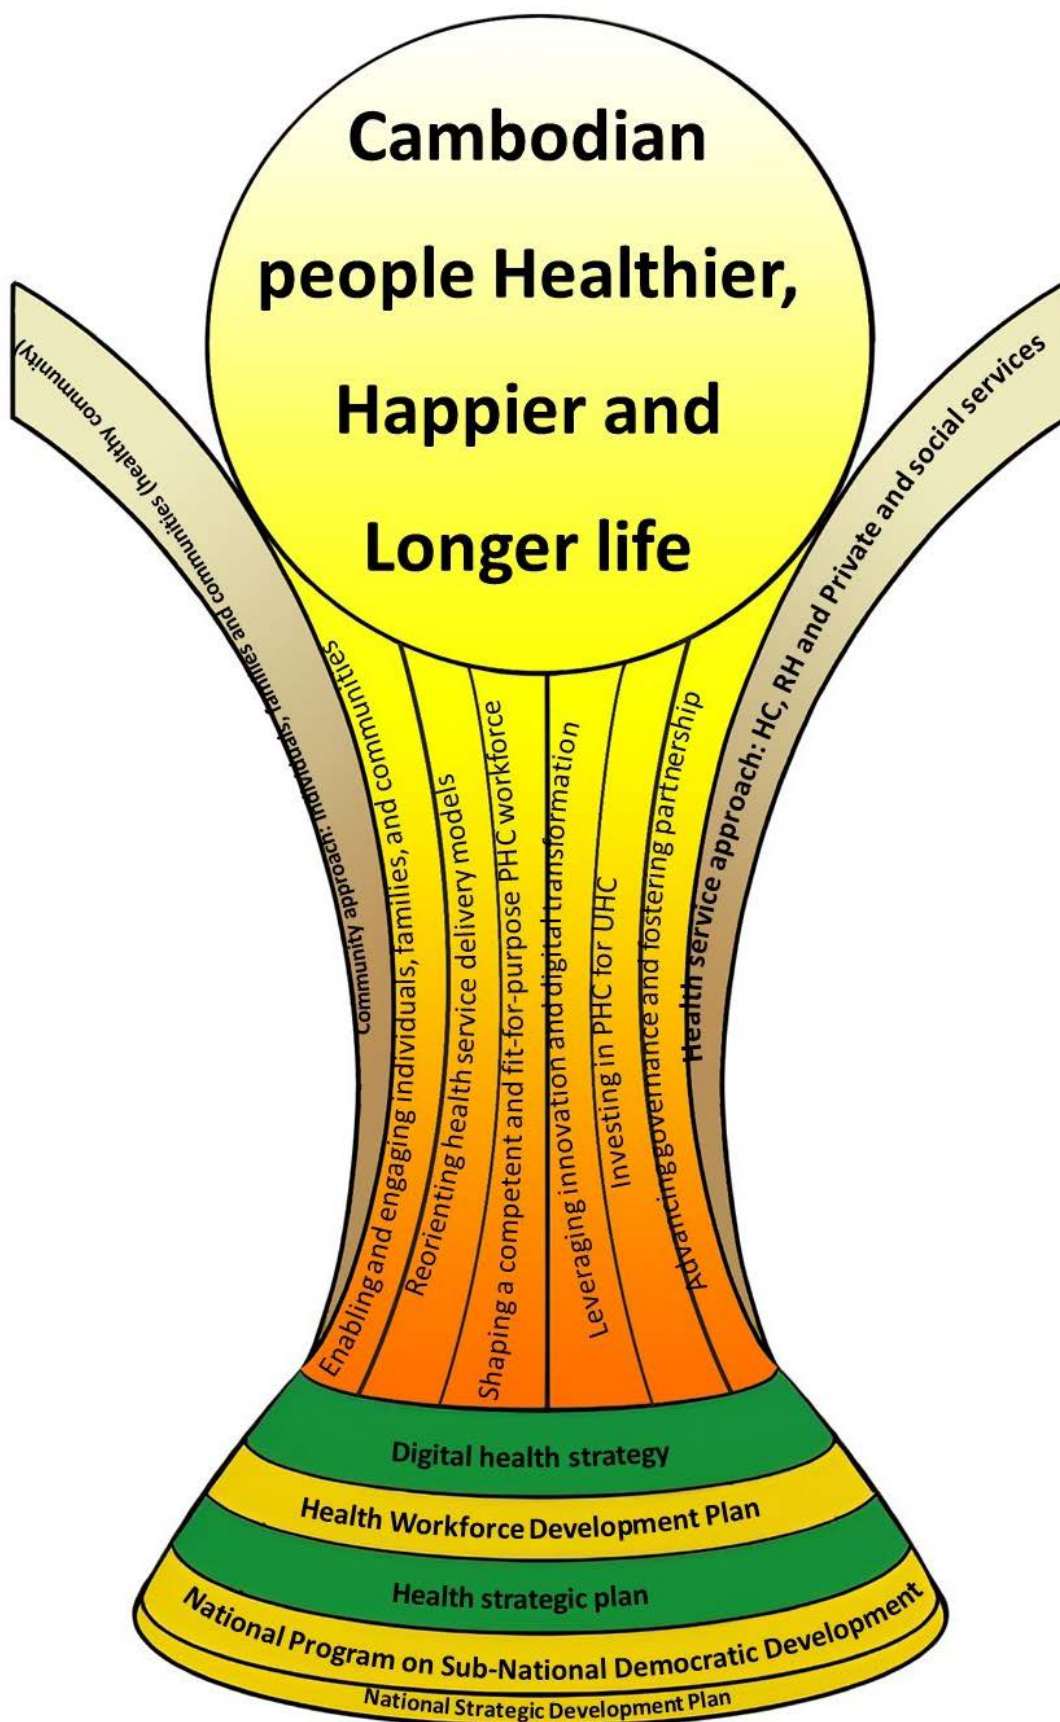 Cambodian
people Healthier,
Happier and
Longer life
Community approach: Individuals, families and communities (healthy community)
Enabling and engaging individuals, families, and communities
Reorienting health service delivery models
Shaping a competent and fit-for-purpose PHC workforce
Leveraging innovation and digital transformation
Investing in PHC for UHC
Advancing governance and fostering partnership
Health service approach: HC, RH and Private and social services
Digital health strategy
Health Workforce Development Plan
Health strategic plan
National Program on Sub-National Democratic Development
National Strategic Development Plan